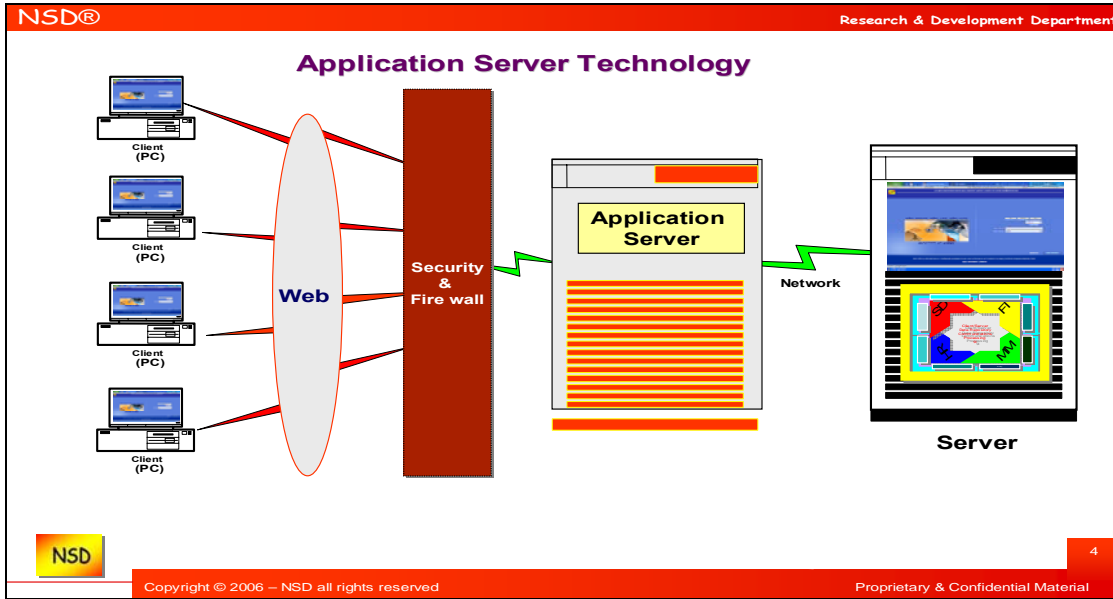 NSD®
Research & Development Department
Application Server Technology
Client
(PC)
Client
(PC)
Client
(PC)
Client
(PC)
Web
Security
&
Fire wall
Application
Server
Network
SD
FI
HR
MM
Server
NSD
4
Copyright © 2006 – NSD all rights reserved
Proprietary & Confidential Material